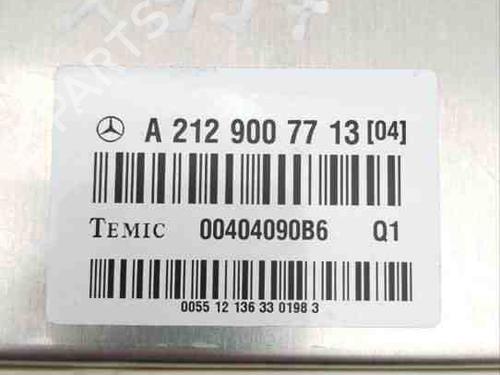 A 212 900 77 13 [04]
TEMIC 00404090B6 Q1
0055 12 136 33 0198 3